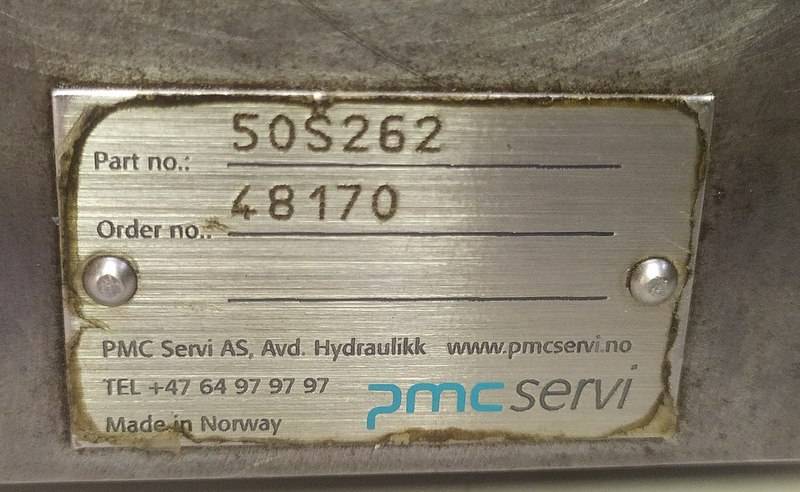 Part no.: 50S262
Order no.: 48170
PMC Servi AS, Avd. Hydraulikk www.pmcservi.no
TEL +47 64 97 97 97
pmc servi
Made in Norway